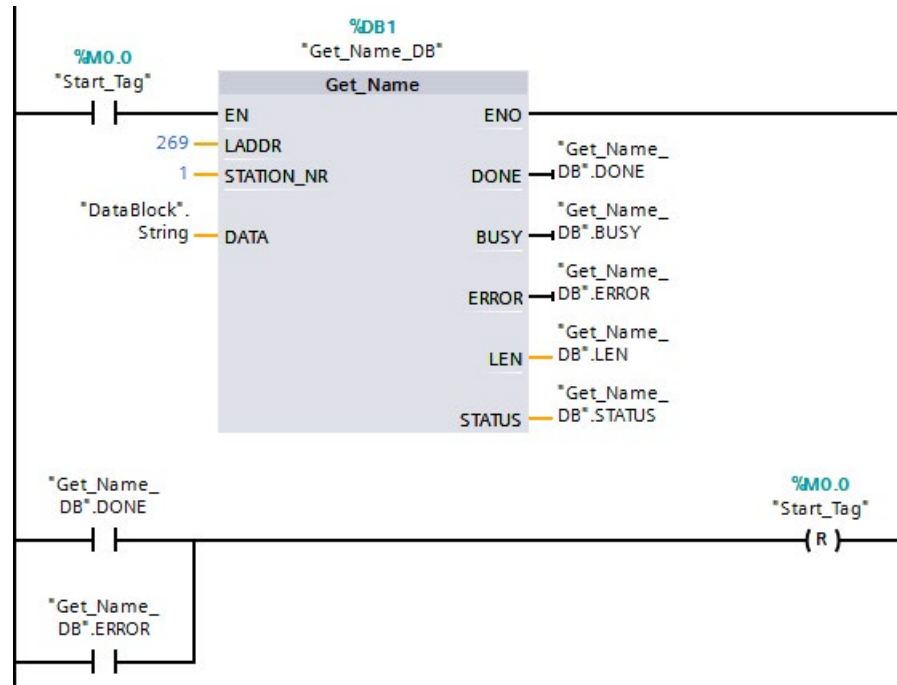 %DB1
"Get_Name_DB"
%M0.0
"Start_Tag"
Get_Name
EN
ENO
269
LADDR
1
STATION_NR
DONE
"Get_Name_
DB".DONE
"DataBlock".
String
DATA
BUSY
"Get_Name_
DB".BUSY
ERROR
"Get_Name_
DB".ERROR
LEN
"Get_Name_
DB".LEN
STATUS
"Get_Name_
DB".STATUS
"Get_Name_
DB".DONE
%M0.0
"Start_Tag"
R
"Get_Name_
DB".ERROR